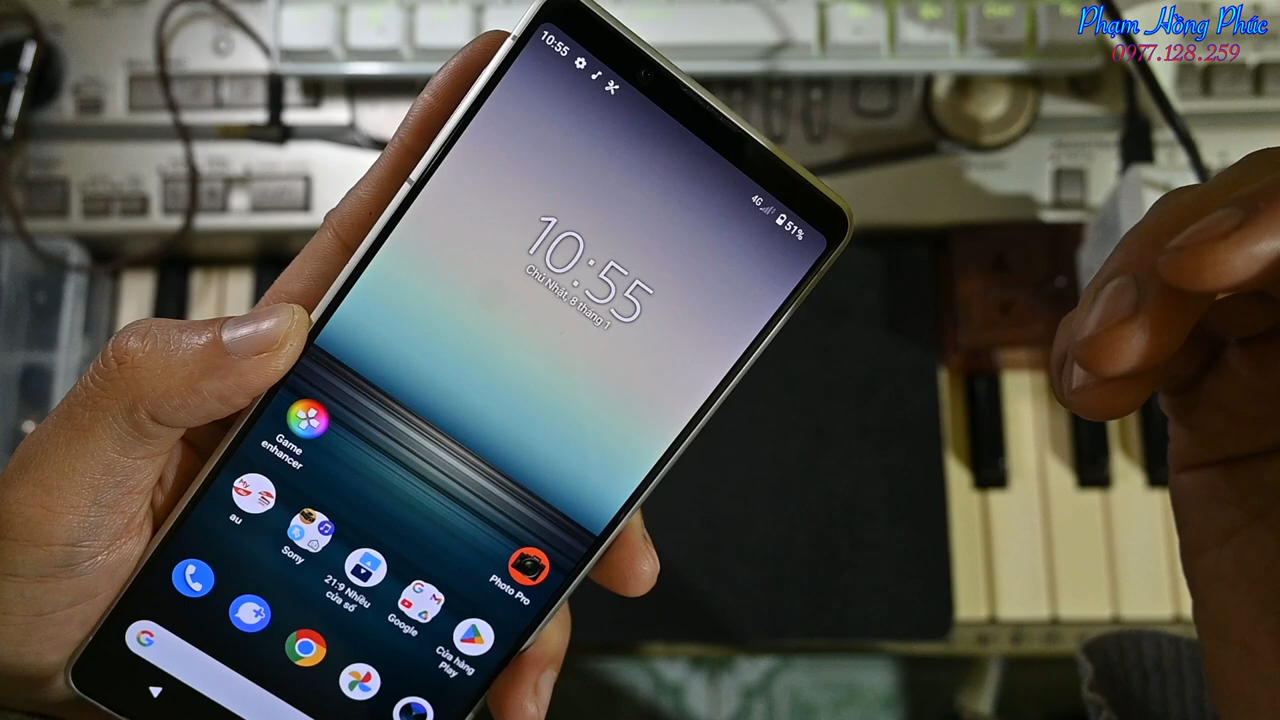 Phạm Hồng Phúc
0977.128.259
10:55
4G
51%
10:55
Chủ Nhật, 8 tháng 1
Game
enhancer
au
Sony
21:9 Nhiều
cửa sổ
Google
Cửa hàng
Play
Photo Pro